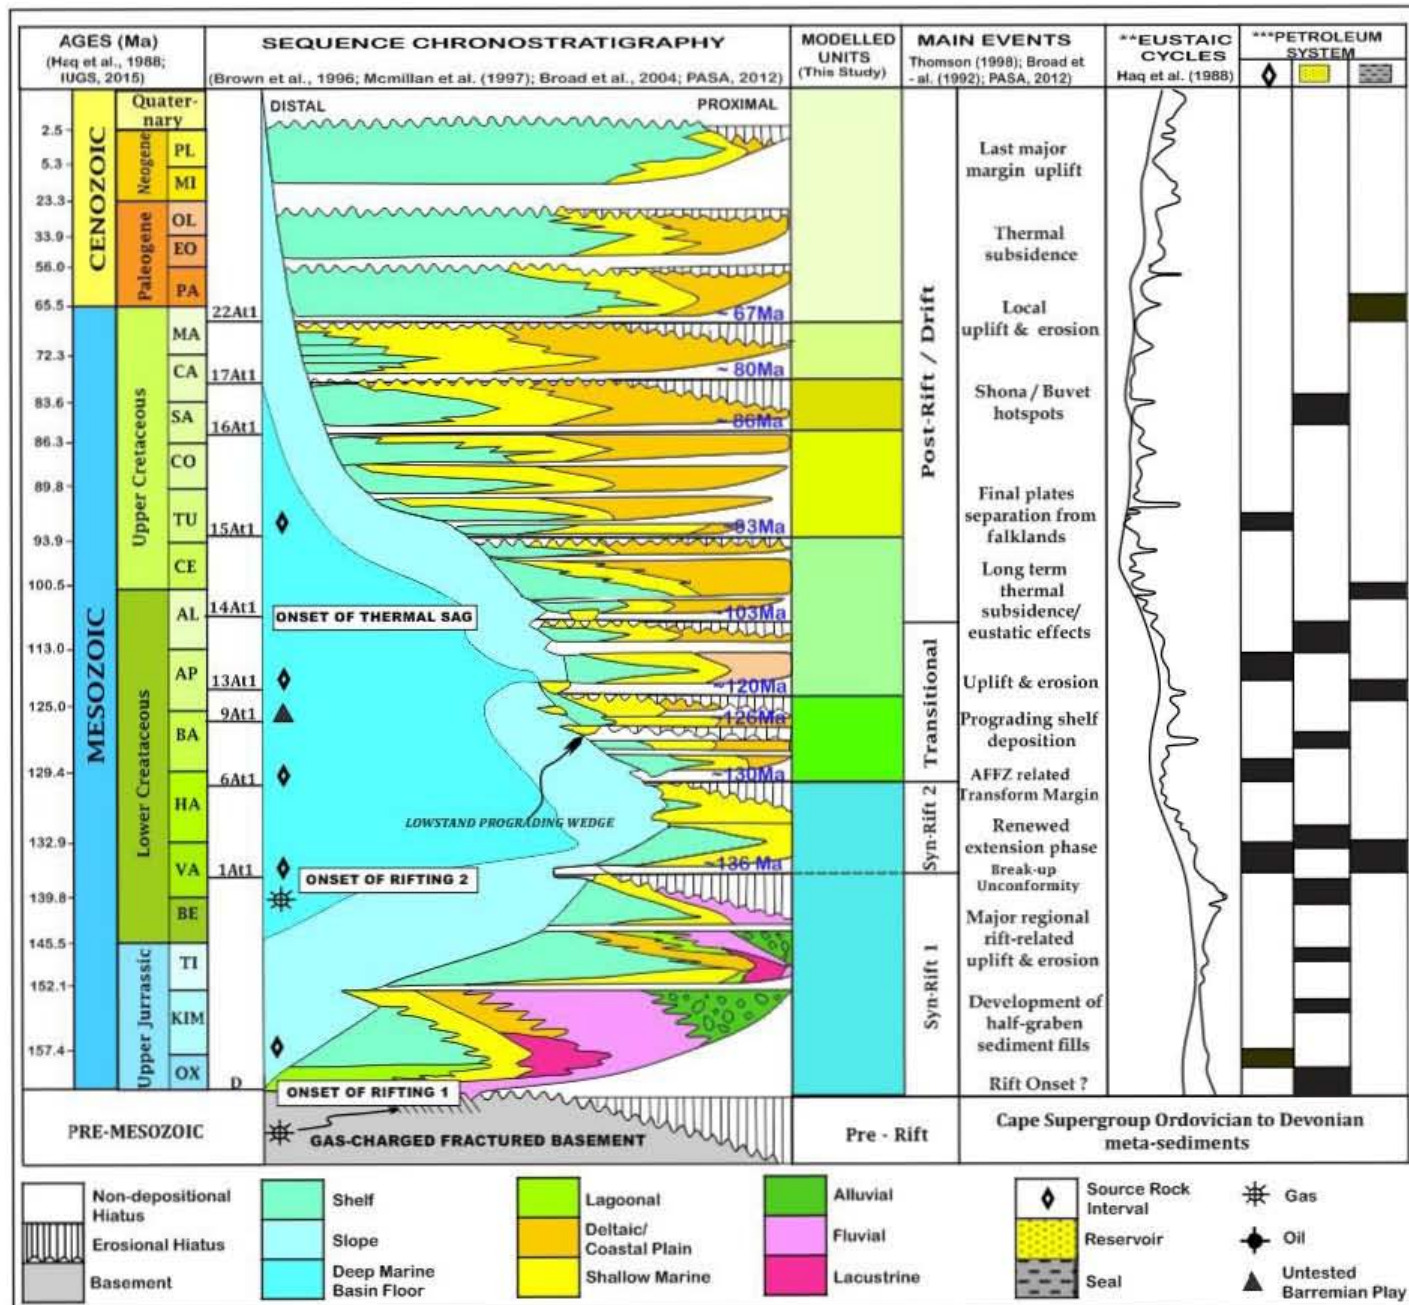 AGES (Ma)
(Haq et al., 1988;
IUGS, 2015)
SEQUENCE CHRONOSTRATIGRAPHY
(Brown et al., 1996; Mcmillan et al. (1997); Broad et al., 2004; PASA, 2012)
MODELLED
UNITS
(This Study)
MAIN EVENTS
Thomson (1998); Broad et
-al. (1992); PASA, 2012)
**EUSTAIC
CYCLES
Haq et al. (1988)
***PETROLEUM
SYSTEM
DISTAL
PROXIMAL
CENOZOIC
MESOZOIC
Quater-
nary
Neogene
Paleogene
Upper Cretaceous
Lower Creataceous
Upper Jurrassic
PL
MI
OL
EO
PA
MA
CA
SA
CO
TU
CE
AL
AP
BA
HA
VA
BE
TI
KIM
OX
2.5
5.3
23.3
33.9
56.0
65.5
72.3
83.6
86.3
89.8
93.9
100.5
113.0
125.0
129.4
132.9
139.8
145.5
152.1
157.4
22At1
17At1
16At1
15At1
14At1
13At1
9At1
6At1
1At1
D
~ 67Ma
~ 80Ma
~ 86Ma
~93Ma
~103Ma
~120Ma
~126Ma
~130Ma
~136 Ma
ONSET OF THERMAL SAG
LOWSTAND PROGRADING WEDGE
ONSET OF RIFTING 2
ONSET OF RIFTING 1
GAS-CHARGED FRACTURED BASEMENT
PRE-MESOZOIC
Post-Rift / Drift
Transitional
Syn-Rift 2
Syn-Rift 1
Pre - Rift
Last major
margin uplift
Thermal
subsidence
Local
uplift & erosion
Shona / Buvet
hotspots
Final plates
separation from
falklands
Long term
thermal
subsidence/
eustatic effects
Uplift & erosion
Prograding shelf
deposition
AFFZ related
Transform Margin
Renewed
extension phase
Break-up
Unconformity
Major regional
rift-related
uplift & erosion
Development of
half-graben
sediment fills
Rift Onset ?
Cape Supergroup Ordovician to Devonian
meta-sediments
Non-depositional
Hiatus
Erosional Hiatus
Basement
Shelf
Slope
Deep Marine
Basin Floor
Lagoonal
Deltaic/
Coastal Plain
Shallow Marine
Alluvial
Fluvial
Lacustrine
Source Rock
Interval
Reservoir
Seal
Gas
Oil
Untested
Barremian Play